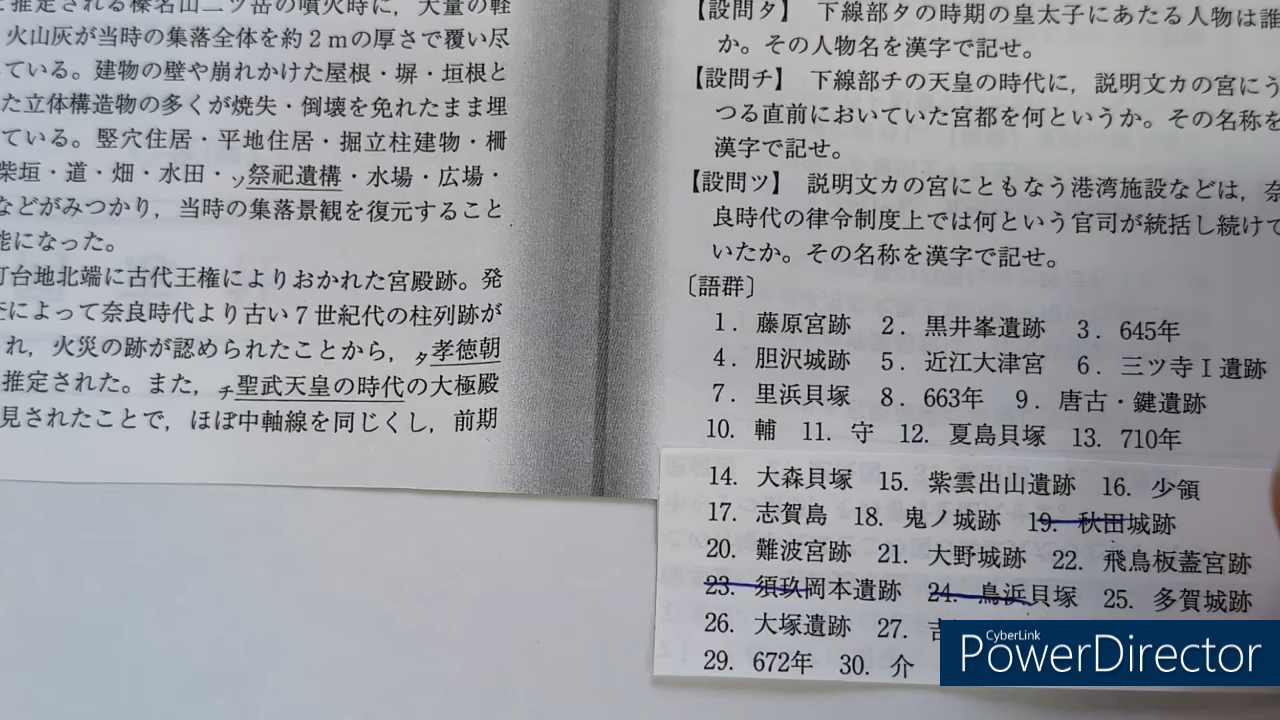 推定される榛名山二ツ岳の噴火時に，大量の軽
火山灰が当時の集落全体を約2mの厚さで覆い尽
ている。建物の壁や崩れかけた屋根・塀・垣根と
た立体構造物の多くが焼失・倒壊を免れたまま埋
ている。竪穴住居・平地住居・掘立柱建物・柵
柴垣・道・畑・水田・ソ祭祀遺構・水場・広場・
などがみつかり，当時の集落景観を復元すること
能になった。
町台地北端に古代王権によりおかれた宮殿跡。発
によって奈良時代より古い7世紀代の柱列跡が
れ，火災の跡が認められたことから，タ孝徳朝
推定された。また，チ聖武天皇の時代の大極殿
見されたことで，ほぼ中軸線を同じくし，前期
【設問タ】 下線部タの時期の皇太子にあたる人物は誰
か。その人物名を漢字で記せ。
【設問チ】 下線部チの天皇の時代に，説明文カの宮にう
つる直前においていた宮都を何というか。その名称を
漢字で記せ。
【設問ツ】 説明文カの宮にともなう港湾施設などは，奈
良時代の律令制度上では何という官司が統括し続けて
いたか。その名称を漢字で記せ。
〔語群〕
1．藤原宮跡 2．黒井峯遺跡 3．645年
4．胆沢城跡 5．近江大津宮 6．三ツ寺Ⅰ遺跡
7．里浜貝塚 8．663年 9．唐古・鍵遺跡
10．輔 11．守 12．夏島貝塚 13．710年
14．大森貝塚 15．紫雲出山遺跡 16．少領
17．志賀島 18．鬼ノ城跡 19．秋田城跡
20．難波宮跡 21．大野城跡 22．飛鳥板蓋宮跡
23．須玖岡本遺跡 24．鳥浜貝塚 25．多賀城跡
26．大塚遺跡 27．
29．672年 30．介
CyberLink
PowerDirector